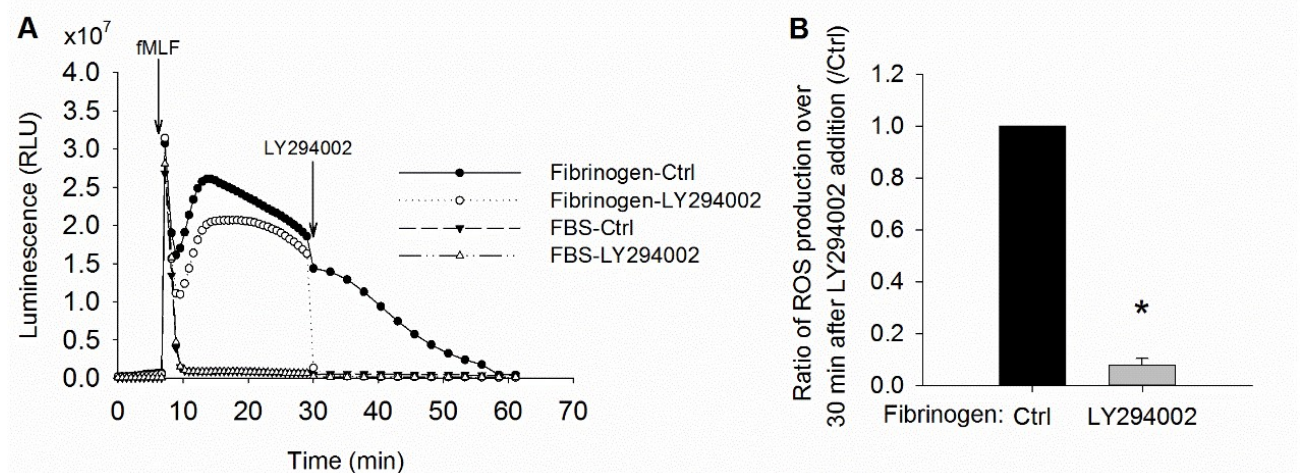 A
x10⁷
fMLF
4.0
3.5
3.0
2.5
2.0
1.5
1.0
0.5
0.0
Luminescence (RLU)
LY294002
Fibrinogen-Ctrl
Fibrinogen-LY294002
FBS-Ctrl
FBS-LY294002
0 10 20 30 40 50 60 70
Time (min)
B
Ratio of ROS production over
30 min after LY294002 addition (/Ctrl)
1.2
1.0
0.8
0.6
0.4
0.2
0.0
*
Fibrinogen: Ctrl LY294002